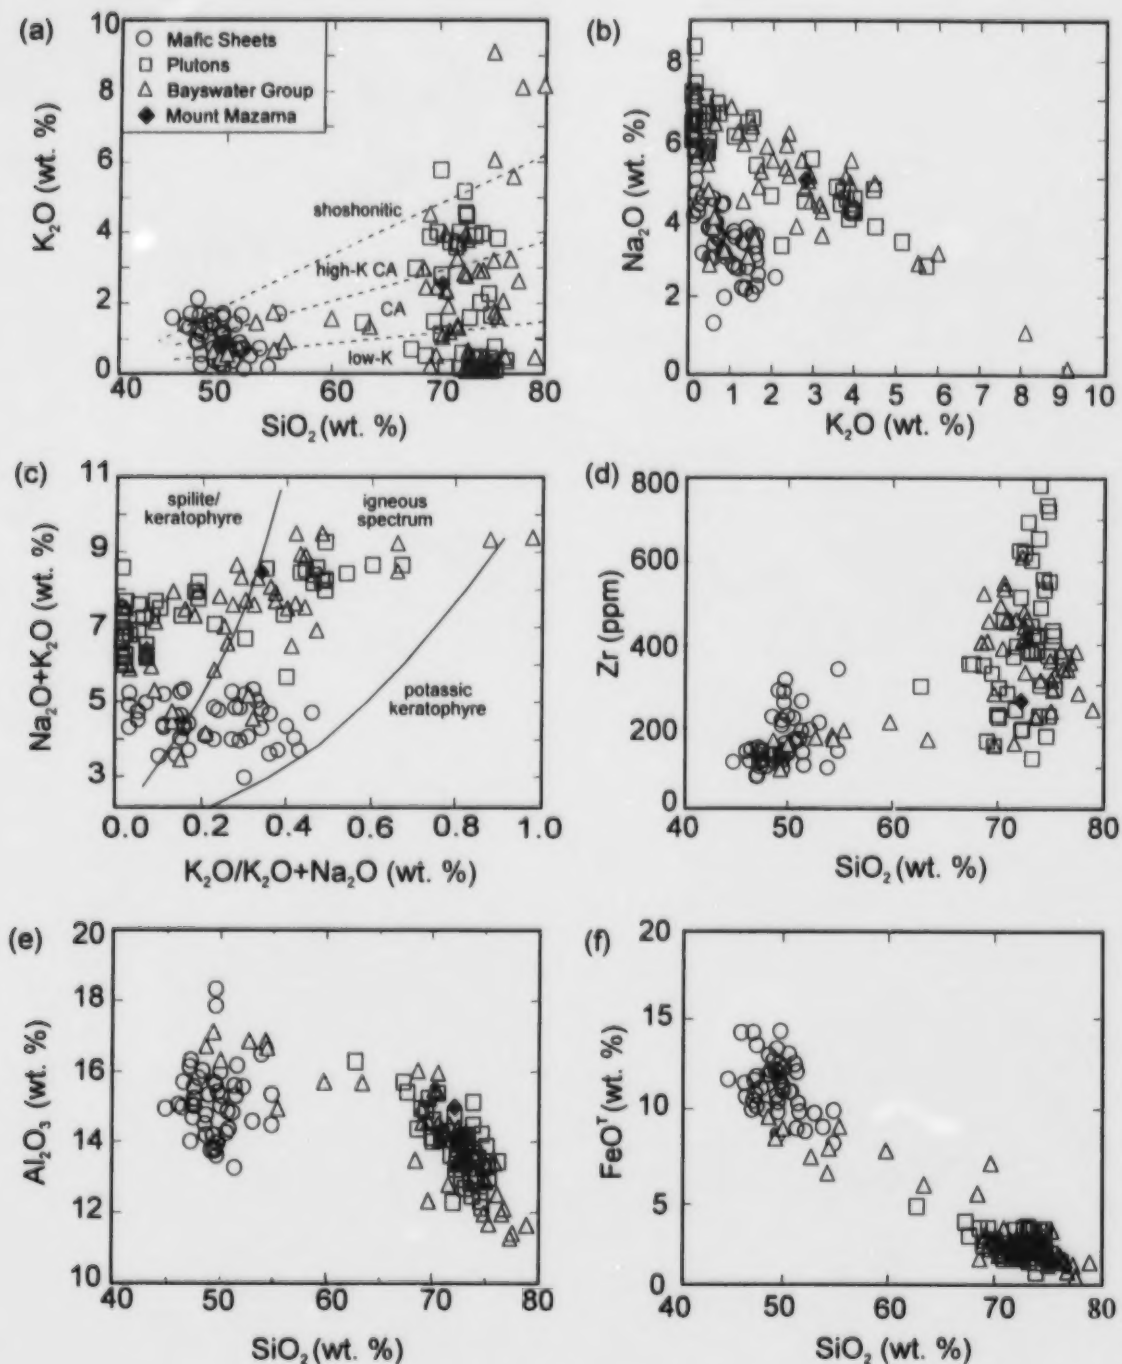 (a)
10
8
6
4
2
0
K₂O (wt. %)
Mafic Sheets
Plutons
Bayswater Group
Mount Mazama
shoshonitic
high-K CA
CA
low-K
40 50 60 70 80
SiO₂ (wt. %)
(b)
8
6
4
2
0
Na₂O (wt. %)
0 1 2 3 4 5 6 7 8 9 10
K₂O (wt. %)
(c)
11
9
7
5
3
Na₂O+K₂O (wt. %)
spilite/
keratophyre
igneous
spectrum
potassic
keratophyre
0.0 0.2 0.4 0.6 0.8 1.0
K₂O/K₂O+Na₂O (wt. %)
(d)
800
600
400
200
0
Zr (ppm)
40 50 60 70 80
SiO₂ (wt. %)
(e)
20
18
16
14
12
10
Al₂O₃ (wt. %)
40 50 60 70 80
SiO₂ (wt. %)
(f)
20
15
10
5
0
FeOᵀ (wt. %)
40 50 60 70 80
SiO₂ (wt. %)